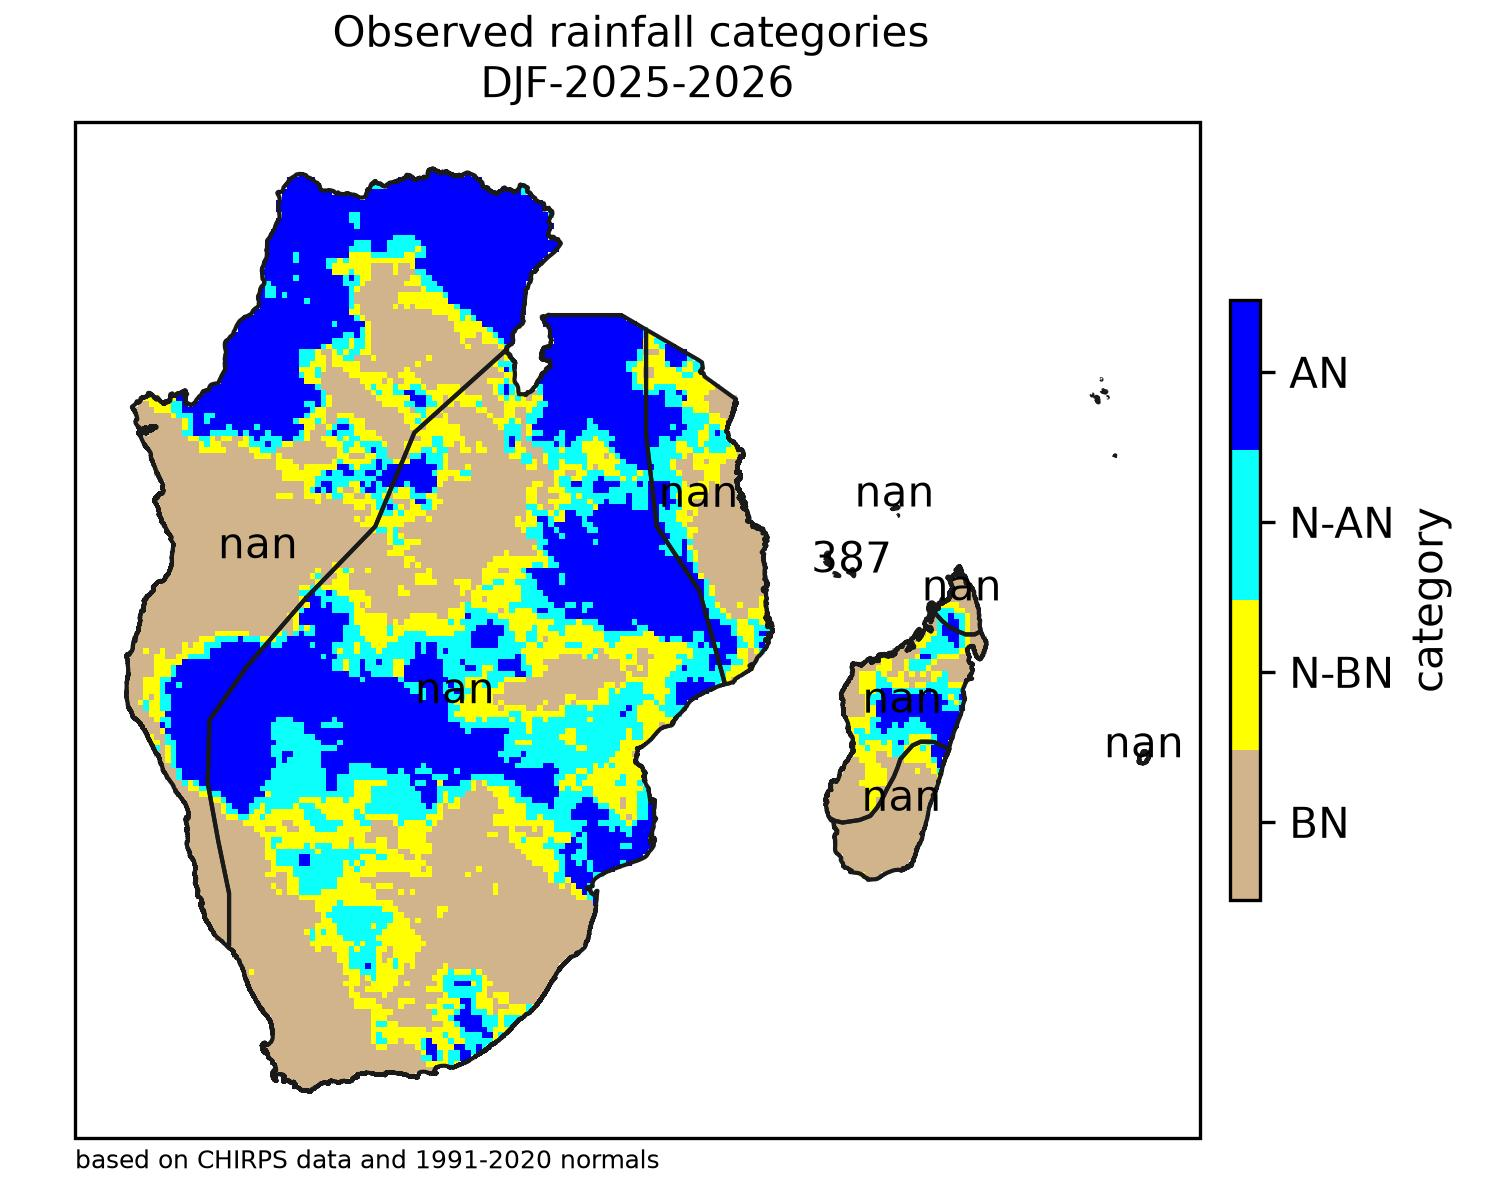 Observed rainfall categories
DJF-2025-2026
AN
nan
nan
N-AN
nan
387
nan
nan
nan
N-BN
category
nan
nan
BN
based on CHIRPS data and 1991-2020 normals